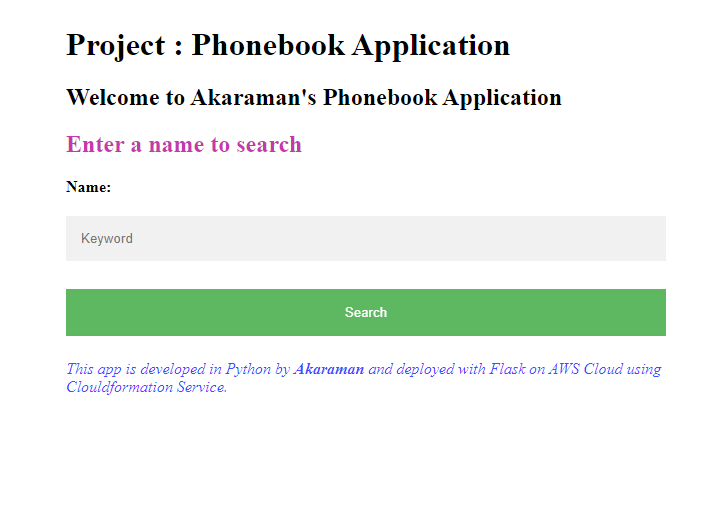 Project : Phonebook Application
Welcome to Akaraman's Phonebook Application
Enter a name to search
Name:
Keyword
Search
This app is developed in Python by Akaraman and deployed with Flask on AWS Cloud using
Clouldformation Service.